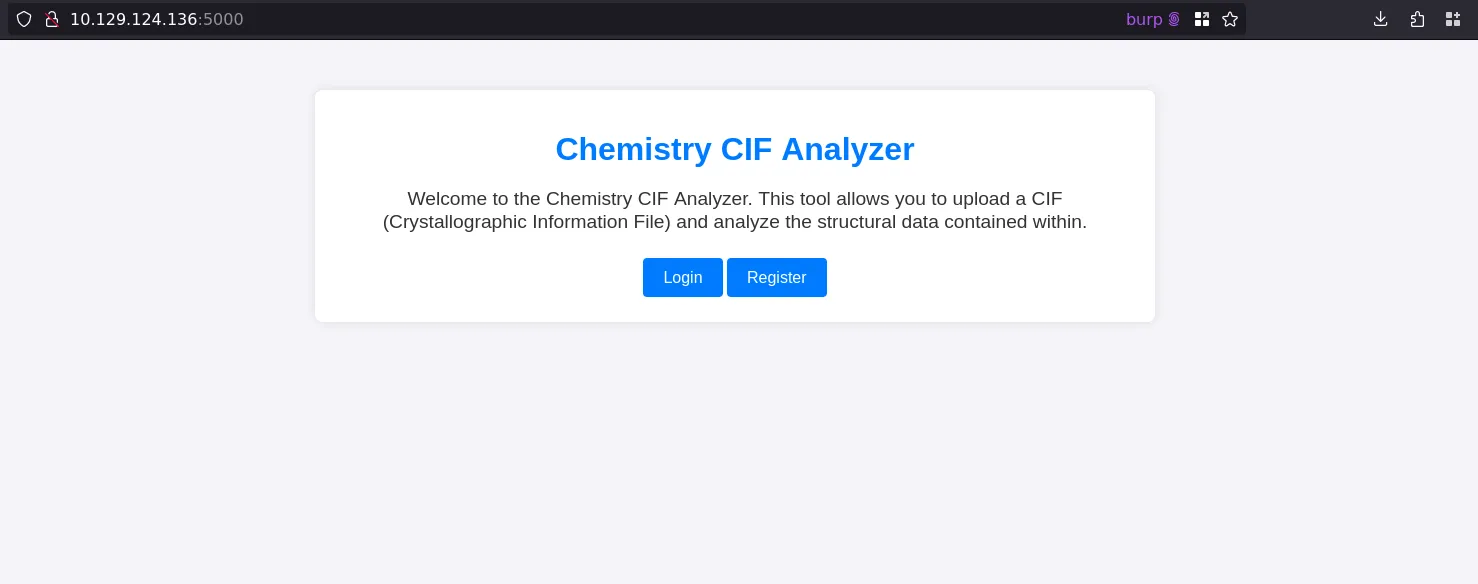 10.129.124.136:5000
burp
Chemistry CIF Analyzer
Welcome to the Chemistry CIF Analyzer. This tool allows you to upload a CIF
(Crystallographic Information File) and analyze the structural data contained within.
Login Register